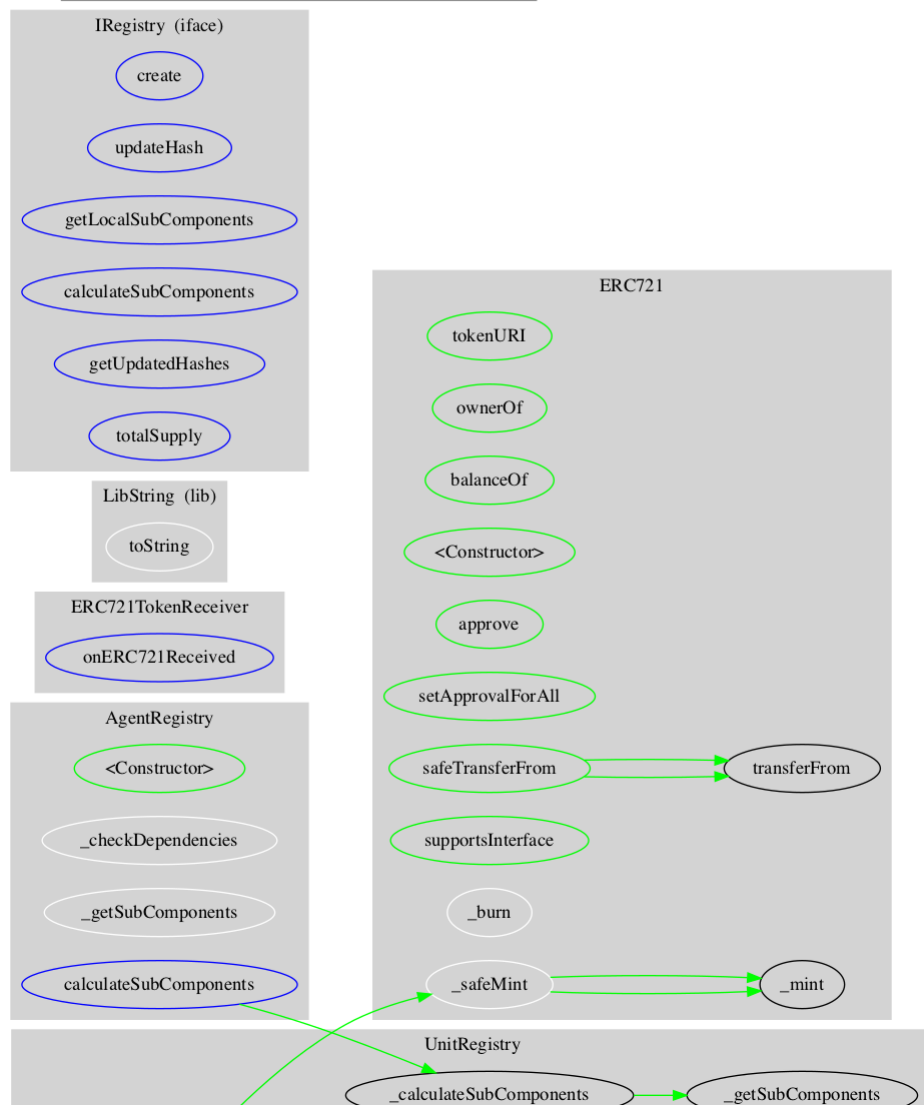 IRegistry (iface)
create
updateHash
getLocalSubComponents
calculateSubComponents
getUpdatedHashes
totalSupply
LibString (lib)
toString
ERC721TokenReceiver
onERC721Received
AgentRegistry
<Constructor>
_checkDependencies
_getSubComponents
calculateSubComponents
ERC721
tokenURI
ownerOf
balanceOf
<Constructor>
approve
setApprovalForAll
safeTransferFrom
transferFrom
supportsInterface
_burn
_safeMint
_mint
UnitRegistry
_calculateSubComponents
_getSubComponents